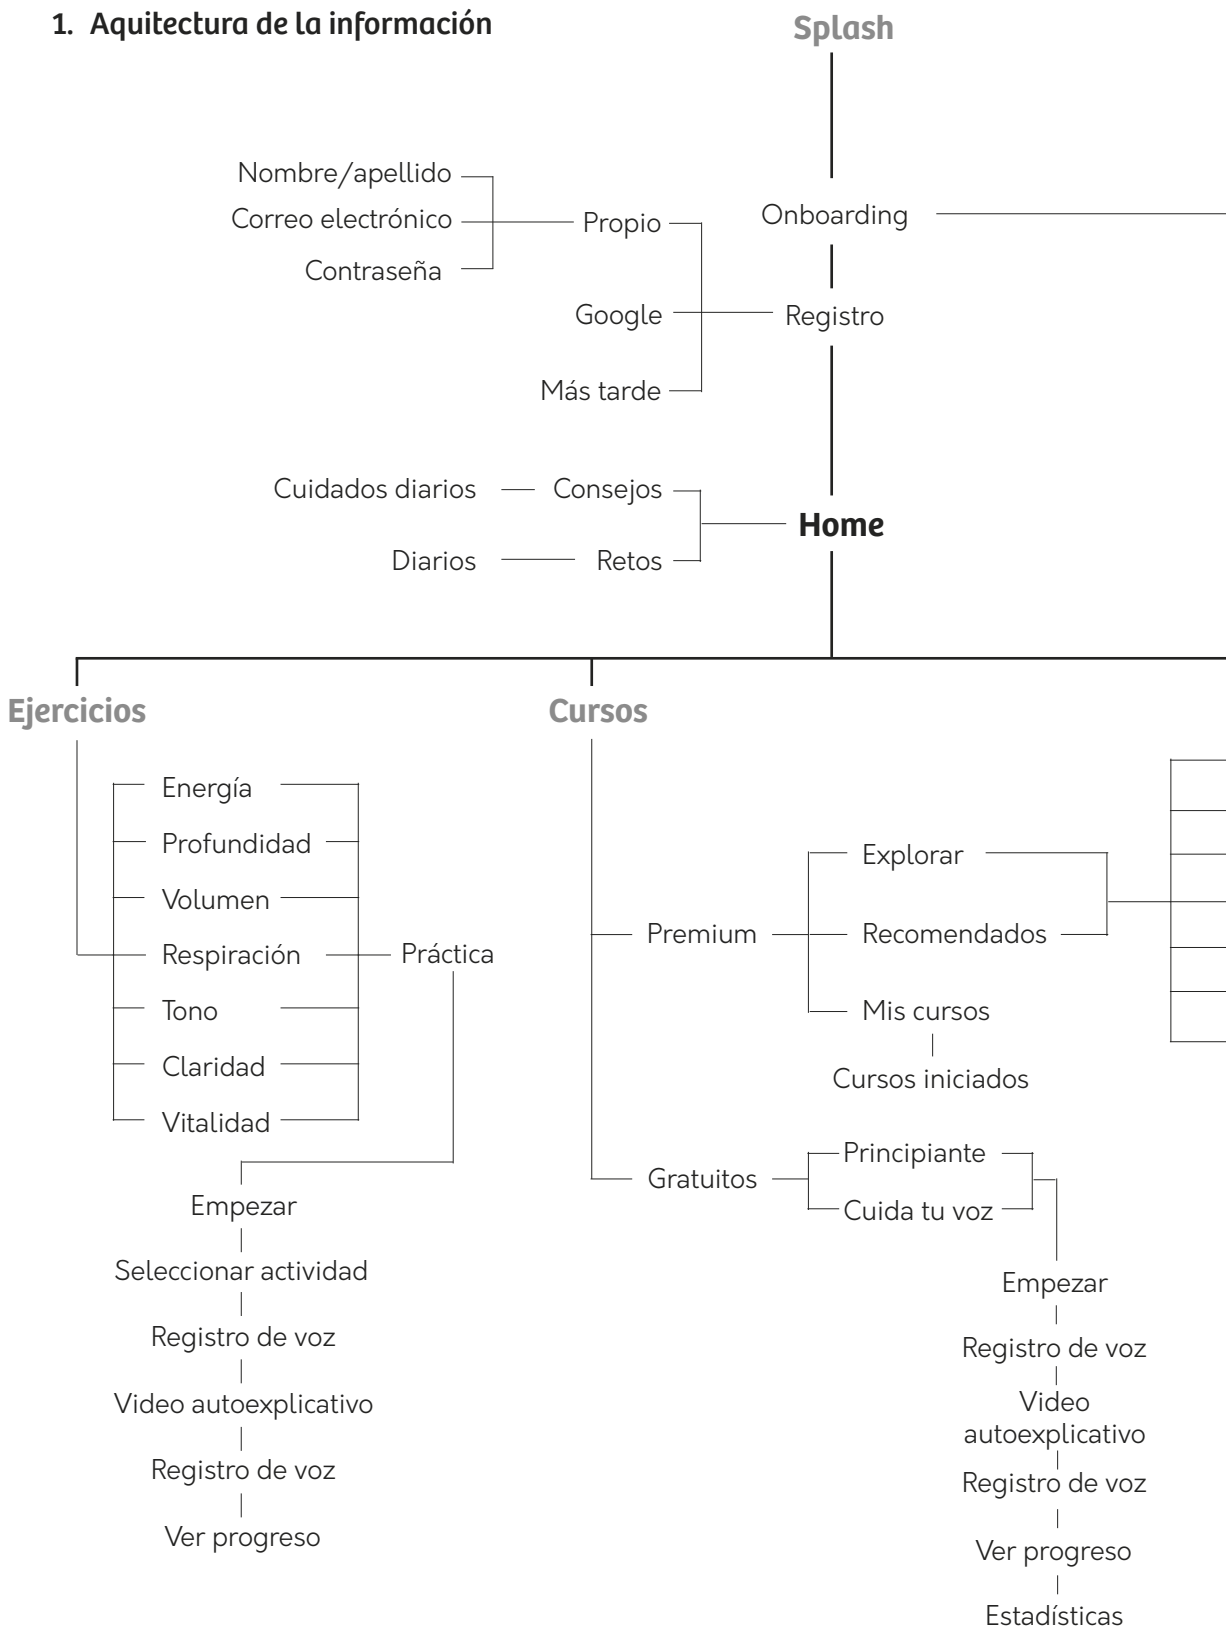 1. Aquitectura de la información
Splash
Nombre/apellido
Correo electrónico
Contraseña
Propio
Google
Más tarde
Onboarding
Registro
Cuidados diarios
Consejos
Diarios
Retos
Home
Ejercicios
Cursos
Energía
Profundidad
Volumen
Respiración
Tono
Claridad
Vitalidad
Práctica
Empezar
Seleccionar actividad
Registro de voz
Video autoexplicativo
Registro de voz
Ver progreso
Premium
Explorar
Recomendados
Mis cursos
Cursos iniciados
Gratuitos
Principiante
Cuida tu voz
Empezar
Registro de voz
Video
autoexplicativo
Registro de voz
Ver progreso
Estadísticas